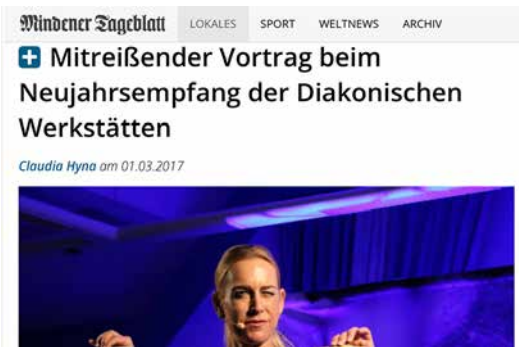 Mindener Tageblatt LOKALES SPORT WELTNEWS ARCHIV
Mitreißender Vortrag beim
Neujahrsempfang der Diakonischen
Werkstätten
Claudia Hyna am 01.03.2017